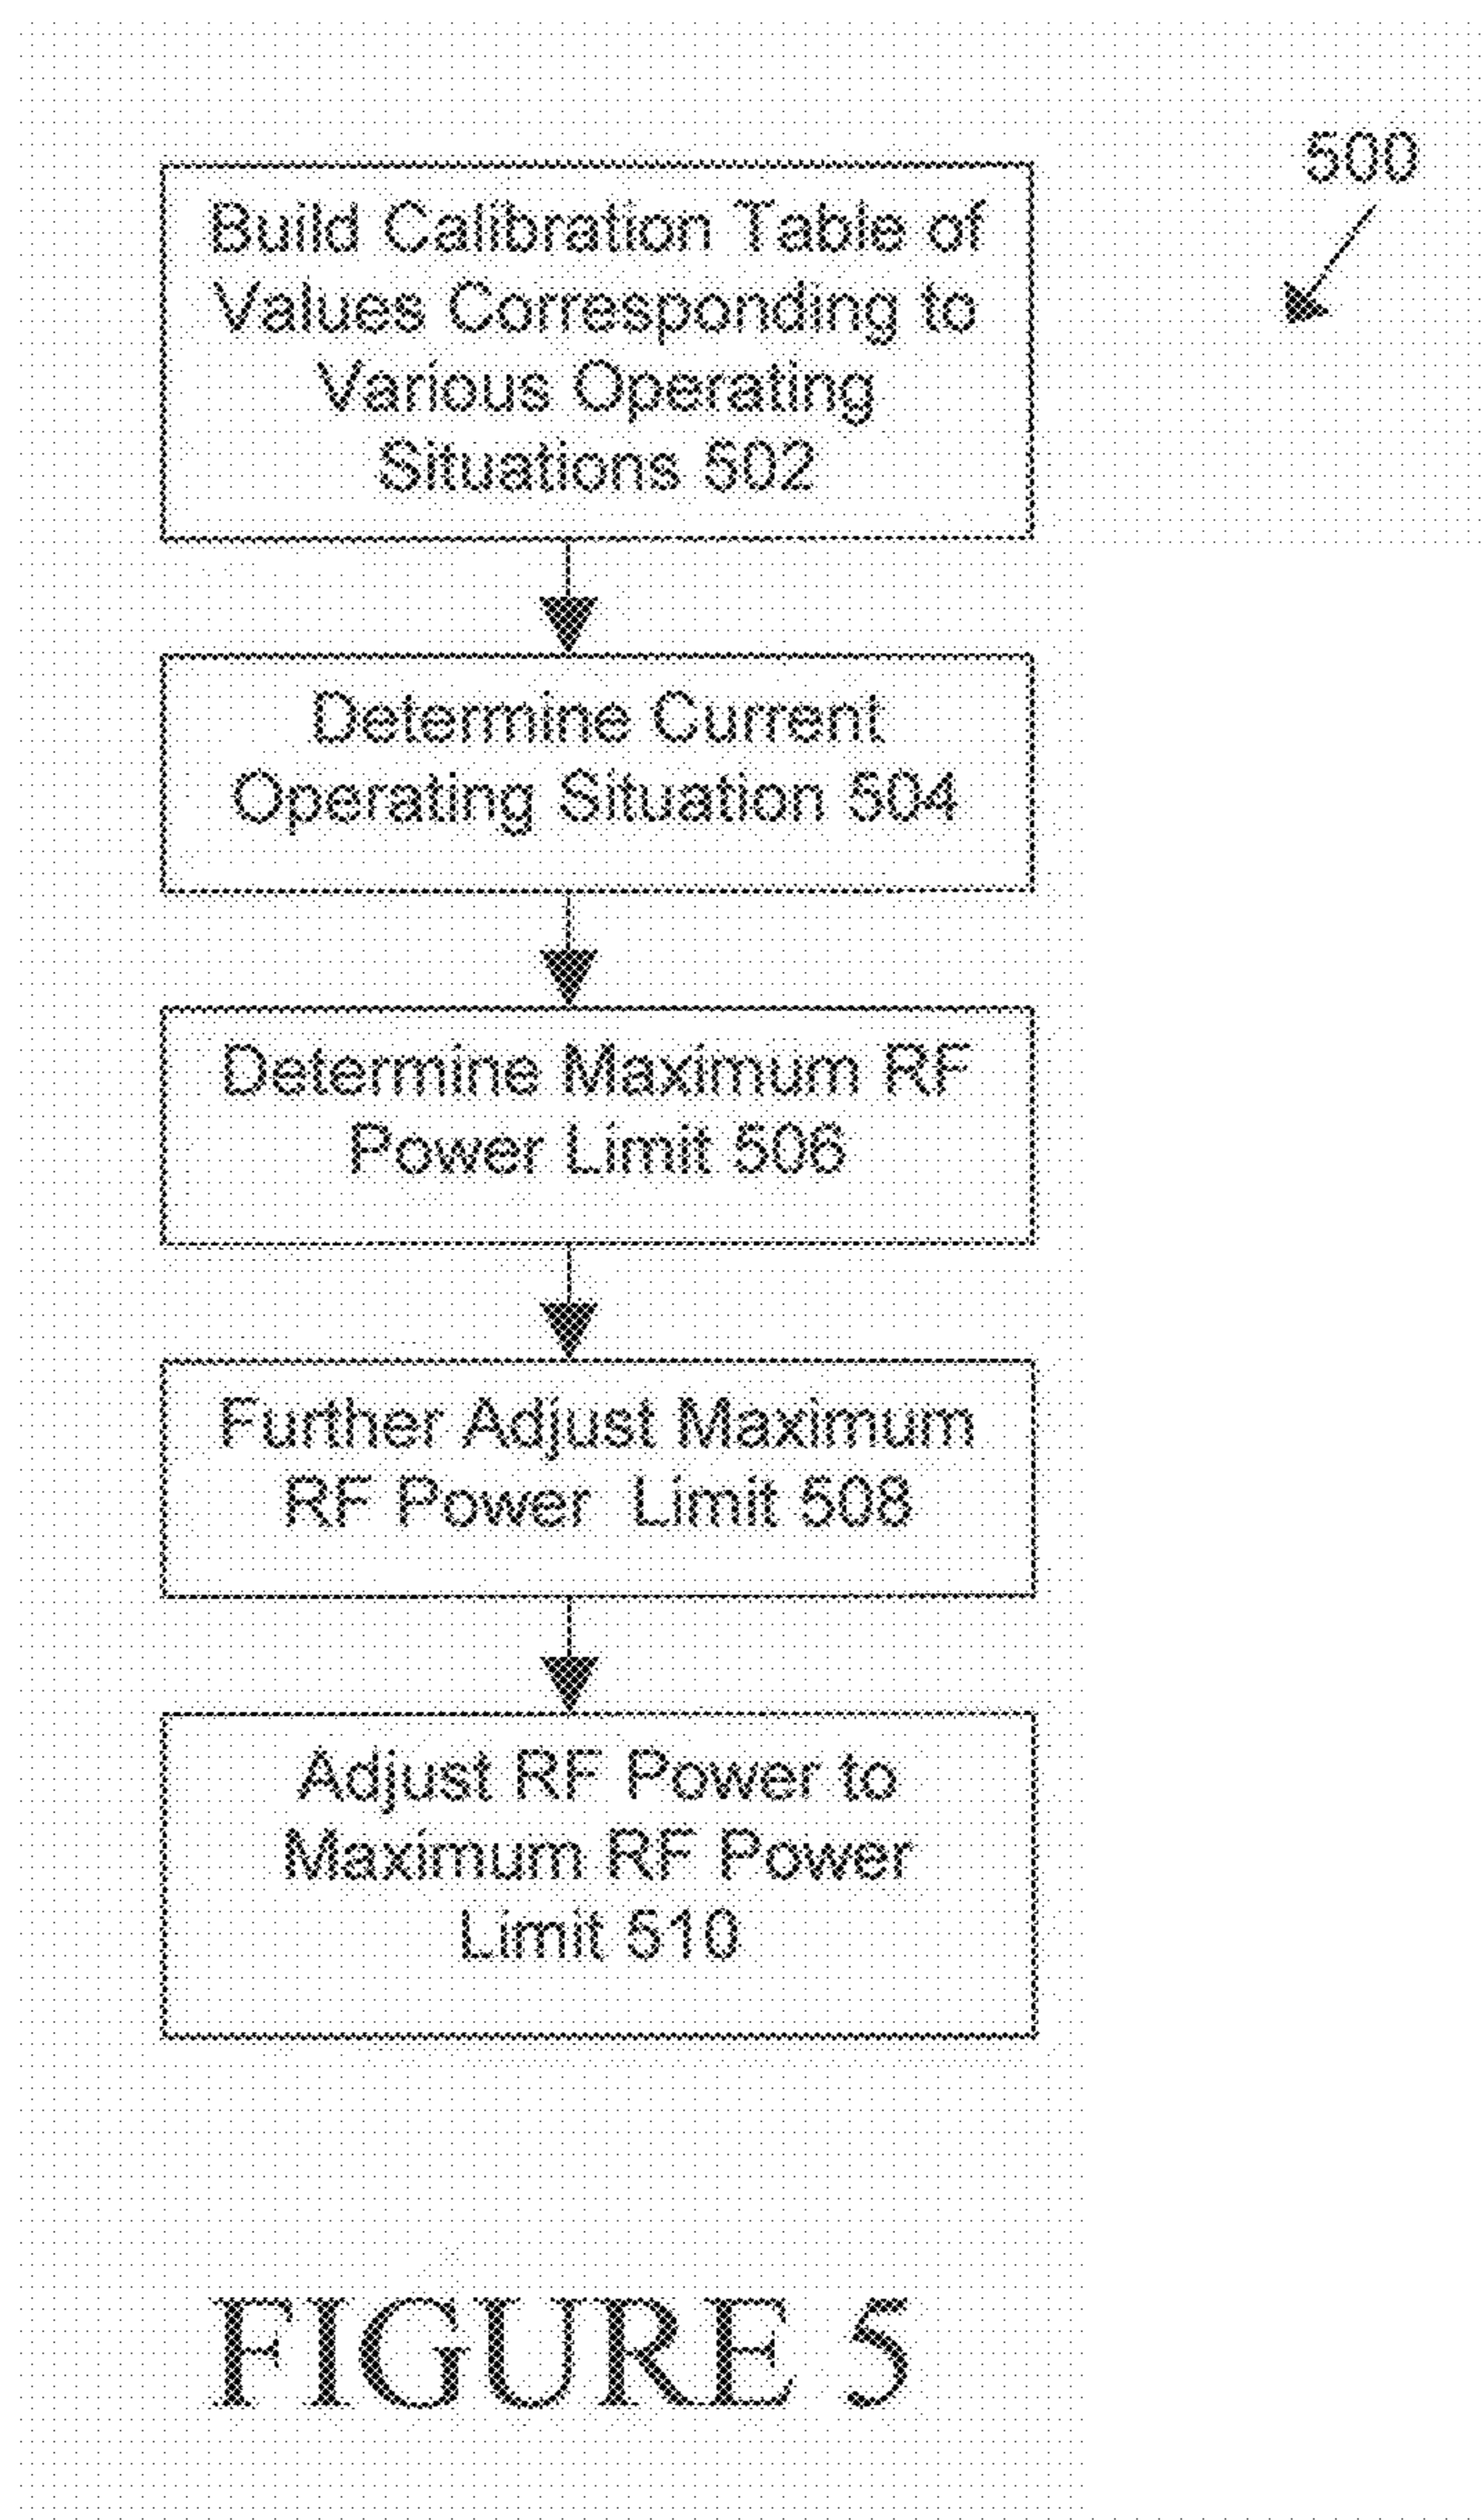 500
Build Calibration Table of
Values Corresponding to
Various Operating
Situations 502
Determine Current
Operating Situation 504
Determine Maximum RF
Power Limit 506
Further Adjust Maximum
RF Power Limit 508
Adjust RF Power to
Maximum RF Power
Limit 510
FIGURE 5